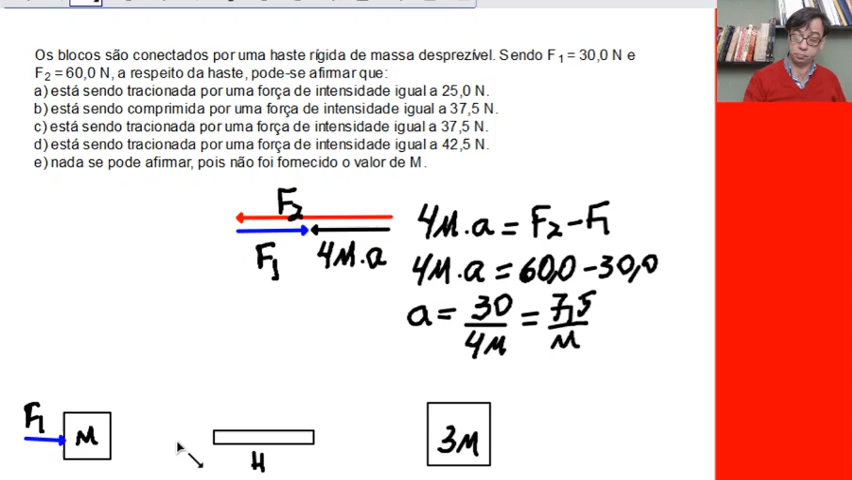 Os blocos são conectados por uma haste rígida de massa desprezível. Sendo F₁ = 30,0 N e
F₂ = 60,0 N, a respeito da haste, pode-se afirmar que:
a) está sendo tracionada por uma força de intensidade igual a 25,0 N.
b) está sendo comprimida por uma força de intensidade igual a 37,5 N.
c) está sendo tracionada por uma força de intensidade igual a 37,5 N.
d) está sendo tracionada por uma força de intensidade igual a 42,5 N.
e) nada se pode afirmar, pois não foi fornecido o valor de M.
F₂
F₁ 4M.a
4M.a = F₂ - F₁
4M.a = 60,0 - 30,0
a = 30/4M = 7,5/M
F₁ M
H
3M